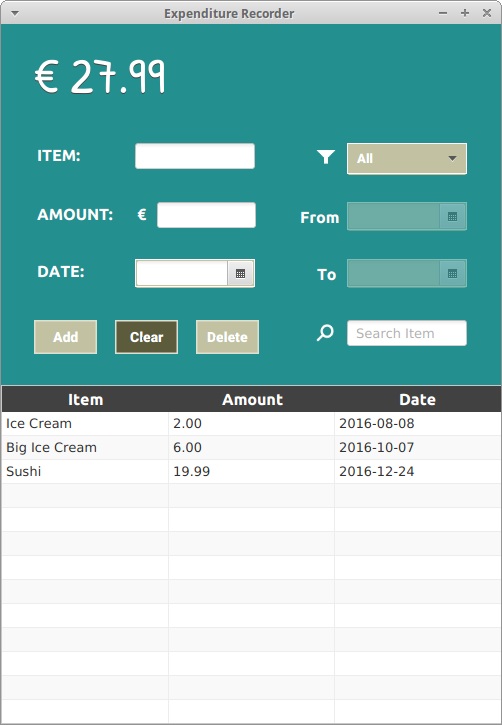 Expenditure Recorder
€ 27.99
ITEM:
All
AMOUNT: €
From
DATE:
To
Add Clear Delete
Search Item
Item Amount Date
Ice Cream 2.00 2016-08-08
Big Ice Cream 6.00 2016-10-07
Sushi 19.99 2016-12-24